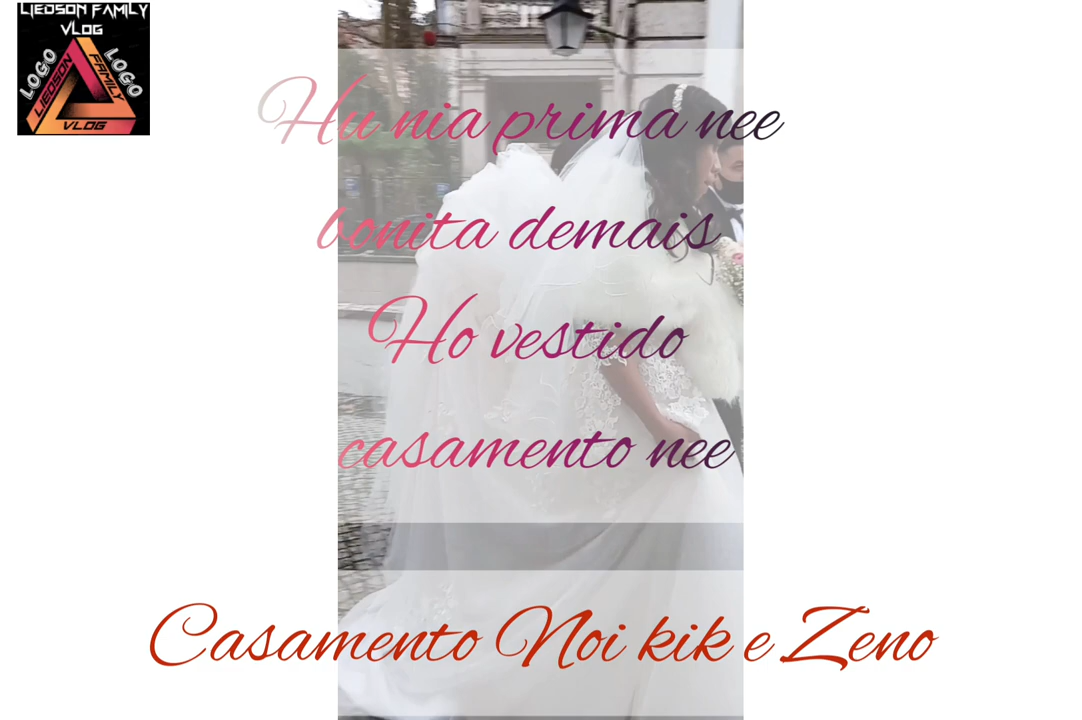 LIEDSON FAMILY
VLOG
LOGO
LOGO
LIEDSON
FAMILY
VLOG
Hu nia prima nee
bonita demais
Ho vestido
casamento nee
Casamento Noi kik e Zeno